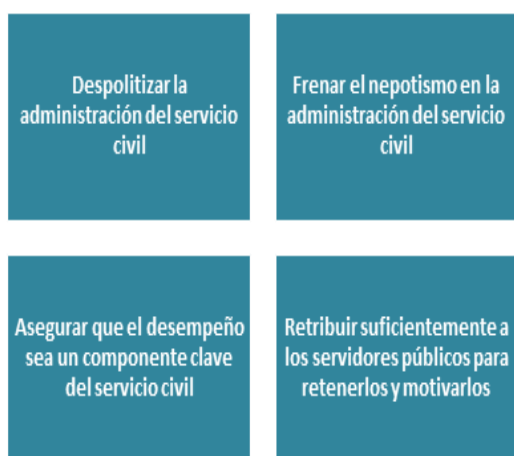 Despolitizar la
administración del servicio
civil
Frenar el nepotismo en la
administración del servicio
civil
Asegurar que el desempeño
sea un componente clave
del servicio civil
Retribuir suficientemente a
los servidores públicos para
retenerlos y motivarlos